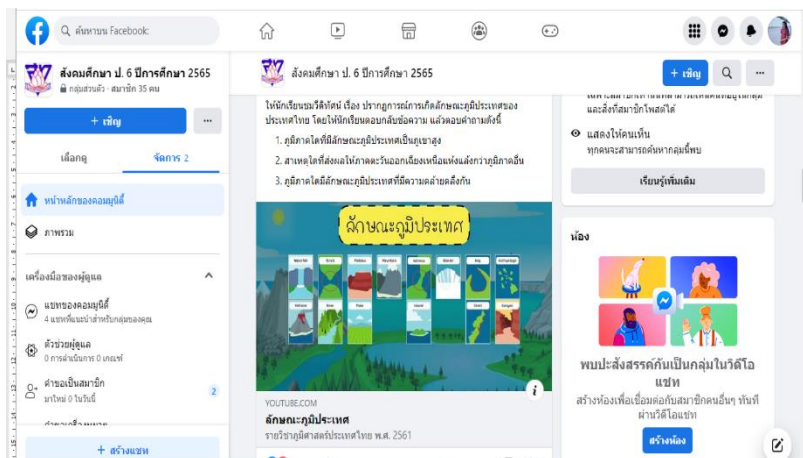 ค้นหาบน Facebook
สังคมศึกษา ป. 6 ปีการศึกษา 2565
กลุ่มส่วนตัว · สมาชิก 35 คน
+ เชิญ
เลือกดู
จัดการ 2
หน้าหลักของคอมมูนิตี้
ภาพรวม
เครื่องมือของผู้ดูแล
แชทของคอมมูนิตี้
4 แชทที่แนะนำสำหรับกลุ่มของคุณ
ตัวช่วยผู้ดูแล
0 การดำเนินการ 0 เกณฑ์
คำขอเป็นสมาชิก
มาใหม่ 0 ในวันนี้
2
+ สร้างแชท
สังคมศึกษา ป. 6 ปีการศึกษา 2565
+ เชิญ
ให้นักเรียนชมวีดิทัศน์ เรื่อง ปรากฏการณ์การเกิดลักษณะภูมิประเทศของ
ประเทศไทย โดยให้นักเรียนตอบกลับข้อความ แล้วตอบคำถามดังนี้
1. ภูมิภาคใดที่มีลักษณะภูมิประเทศเป็นภูเขาสูง
2. สาเหตุใดที่ส่งผลให้ภาคตะวันออกเฉียงเหนือแห้งแล้งกว่าภูมิภาคอื่น
3. ภูมิภาคใดมีลักษณะภูมิประเทศที่มีความคล้ายคลึงกัน
ลักษณะภูมิประเทศ
YOUTUBE.COM
ลักษณะภูมิประเทศ
รายวิชาภูมิศาสตร์ประเทศไทย พ.ศ. 2561
และสิ่งที่สมาชิกโพสต์ได้
แสดงให้คนเห็น
ทุกคนจะสามารถค้นหากลุ่มนี้พบ
เรียนรู้เพิ่มเติม
ห้อง
พบปะสังสรรค์กันเป็นกลุ่มในวิดีโอ
แชท
สร้างห้องเพื่อเชื่อมต่อกับสมาชิกคนอื่นๆ ทันที
ผ่านวิดีโอแชท
สร้างห้อง